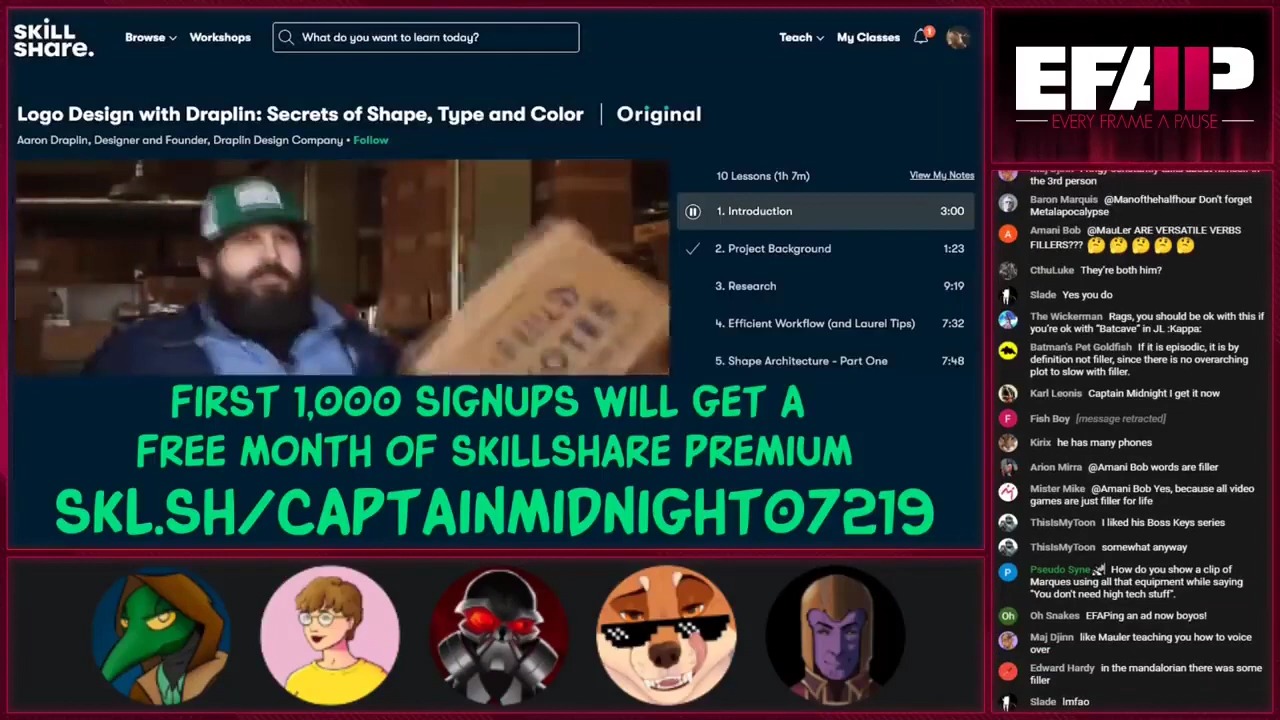 SKILL
SHARE.
Browse
Workshops
What do you want to learn today?
Teach
My Classes
1
Logo Design with Draplin: Secrets of Shape, Type and Color | Original
Aaron Draplin, Designer and Founder, Draplin Design Company • Follow
10 Lessons (1h 7m)
View My Notes
1. Introduction 3:00
2. Project Background 1:23
3. Research 9:19
4. Efficient Workflow (and Laurel Tips) 7:32
5. Shape Architecture - Part One 7:48
FIRST 1,000 SIGNUPS WILL GET A
FREE MONTH OF SKILLSHARE PREMIUM
SKL.SH/CAPTAINMIDNIGHT07219
EFAP
EVERY FRAME A PAUSE
the 3rd person
Baron Marquis @Manofthehalfhour Don't forget
Metalapocalypse
Amani Bob @MauLer ARE VERSATILE VERBS
FILLERS??? 🤔 🤔 🤔 🤔 🤔
CthuLuke They're both him?
Slade Yes you do
The Wickerman Rags, you should be ok with this if
you're ok with "Batcave" in JL :Kappa:
Batman's Pet Goldfish If it is episodic, it is by
definition not filler, since there is no overarching
plot to slow with filler.
Karl Leonis Captain Midnight I get it now
F Fish Boy [message retracted]
Kirix he has many phones
Arion Mirra @Amani Bob words are filler
Mister Mike @Amani Bob Yes, because all video
games are just filler for life
ThisIsMyToon I liked his Boss Keys series
ThisIsMyToon somewhat anyway
P Pseudo Syne How do you show a clip of
Marques using all that equipment while saying
"You don't need high tech stuff".
Oh Oh Snakes EFAPing an ad now boyos!
Maj Djinn like Mauler teaching you how to voice
over
Edward Hardy in the mandalorian there was some
filler
Slade lmfao